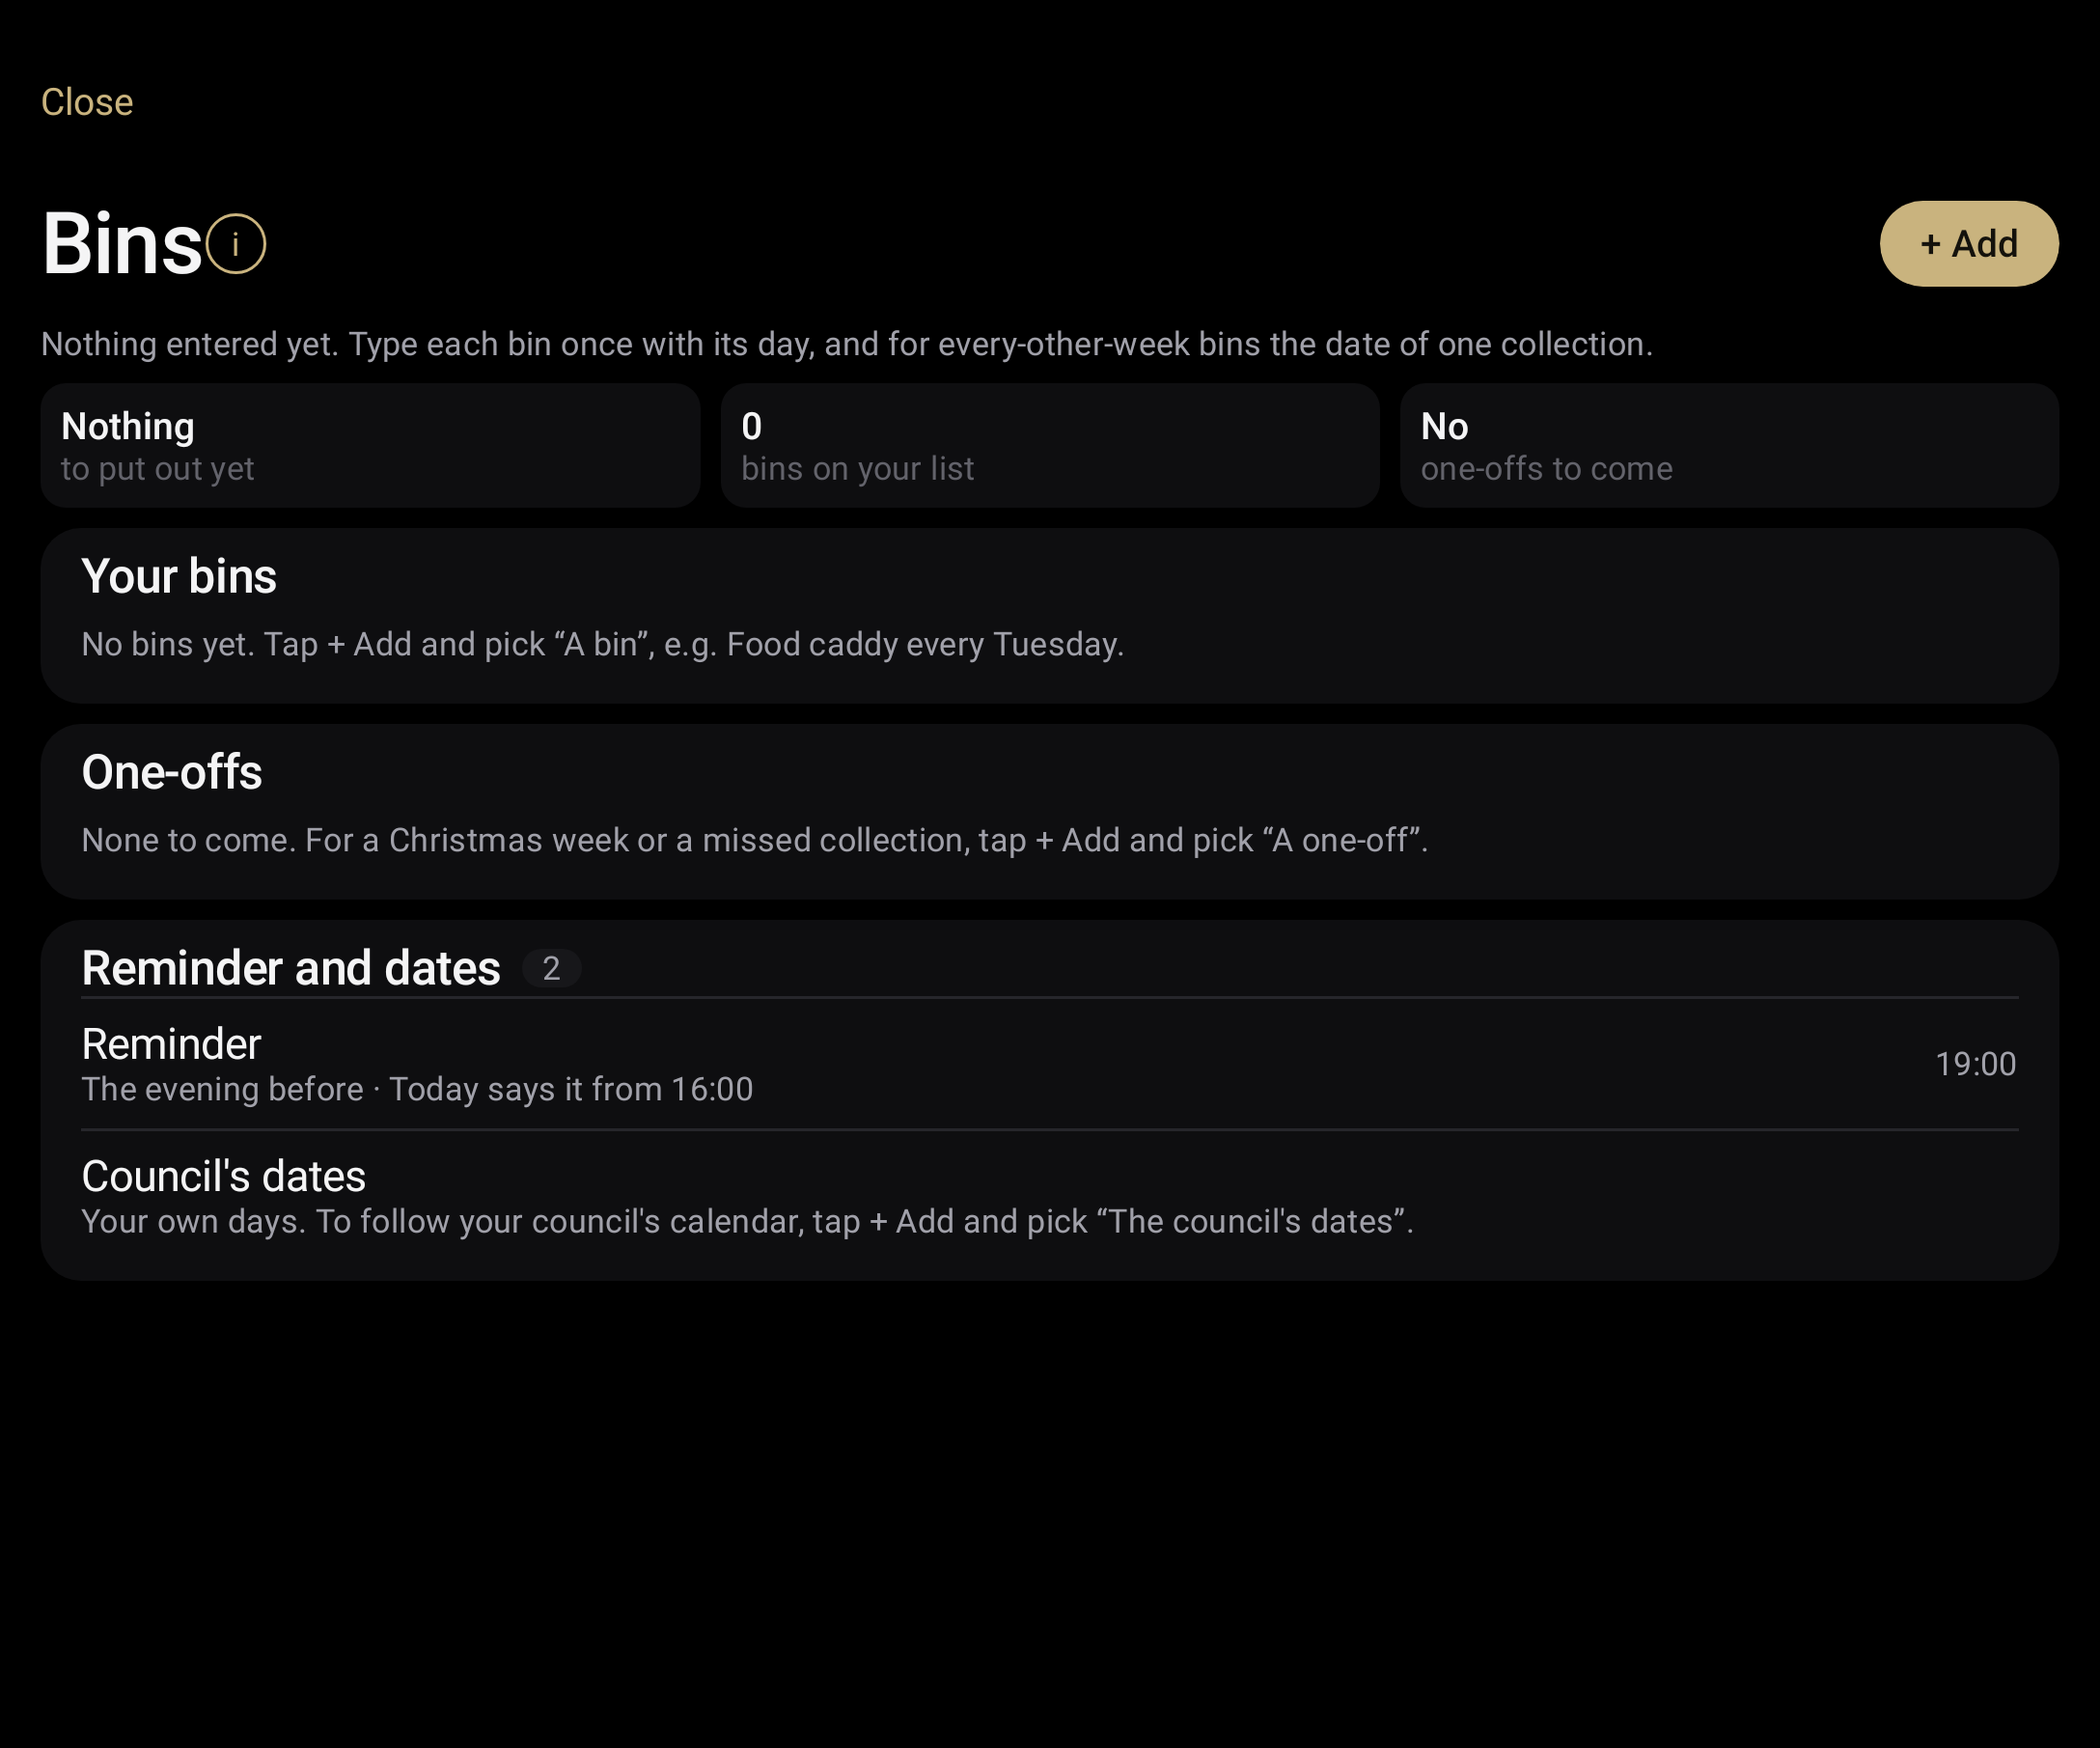 Close
Bins
i
+ Add
Nothing entered yet. Type each bin once with its day, and for every-other-week bins the date of one collection.
Nothing
to put out yet
0
bins on your list
No
one-offs to come
Your bins
No bins yet. Tap + Add and pick “A bin”, e.g. Food caddy every Tuesday.
One-offs
None to come. For a Christmas week or a missed collection, tap + Add and pick “A one-off”.
Reminder and dates 2
Reminder
The evening before · Today says it from 16:00
19:00
Council's dates
Your own days. To follow your council's calendar, tap + Add and pick “The council's dates”.